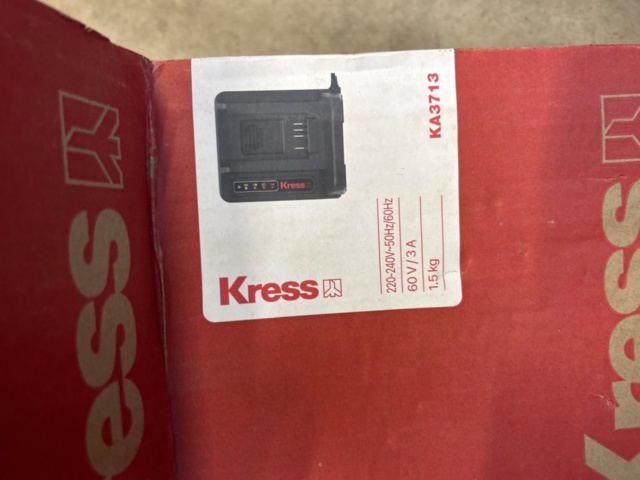 Kress
KA3713
Kress
220-240V~50Hz/60Hz
60 V / 3 A
1.5 kg
ess
Kress